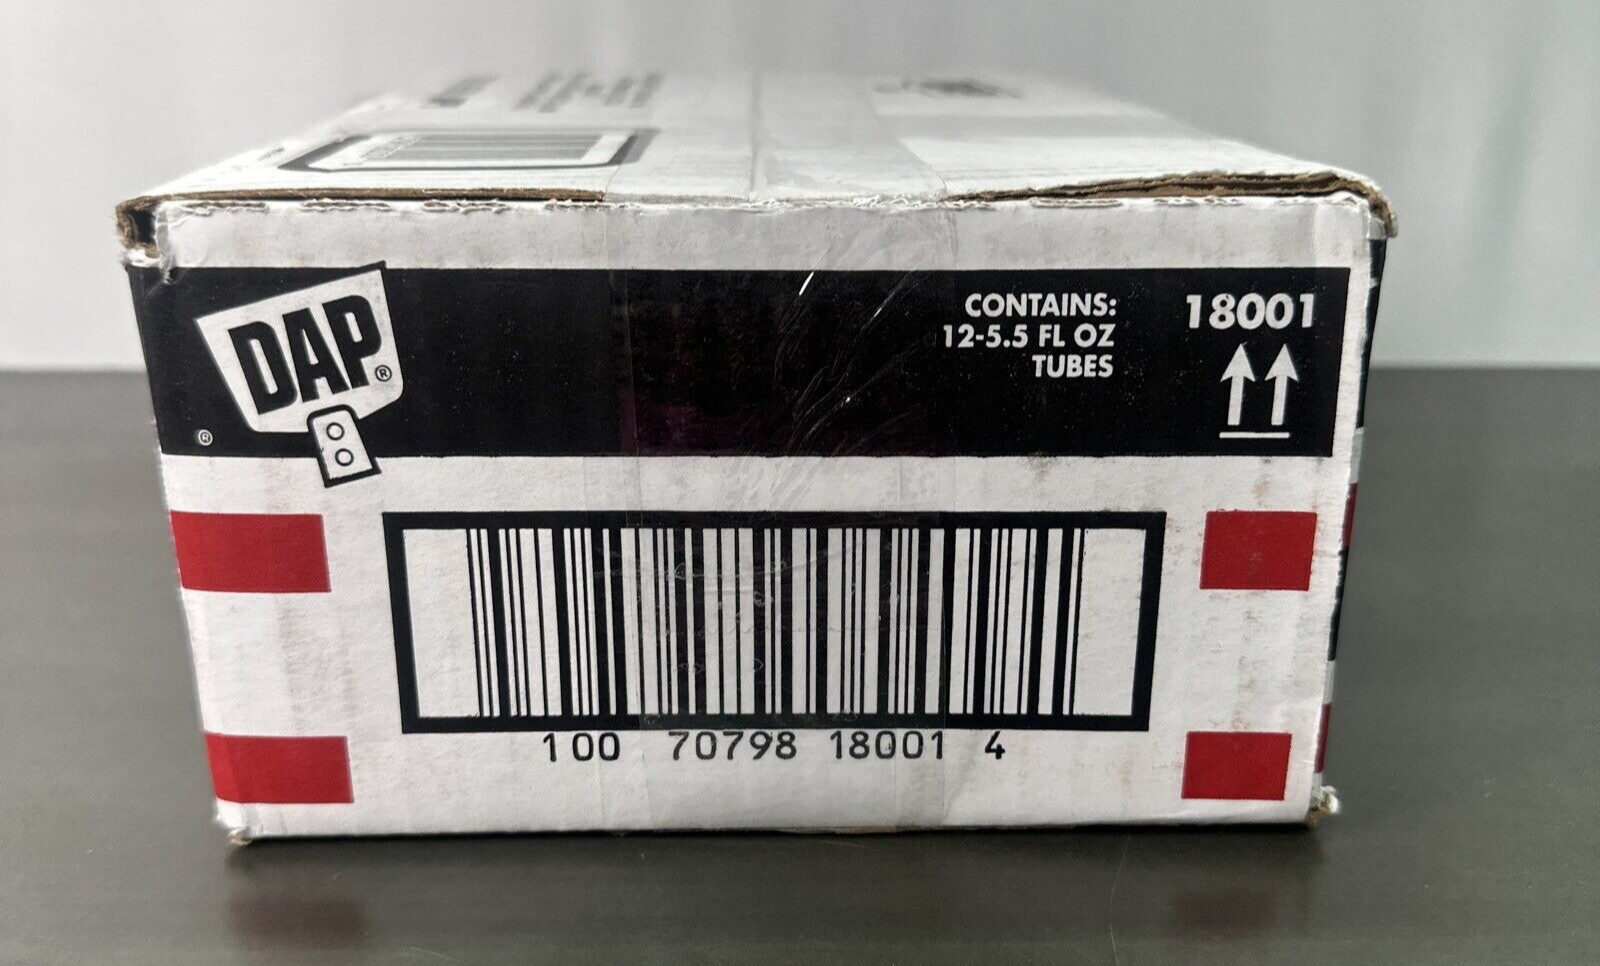 DAP®
®
CONTAINS:
12-5.5 FL OZ
TUBES
18001
100 70798 18001 4